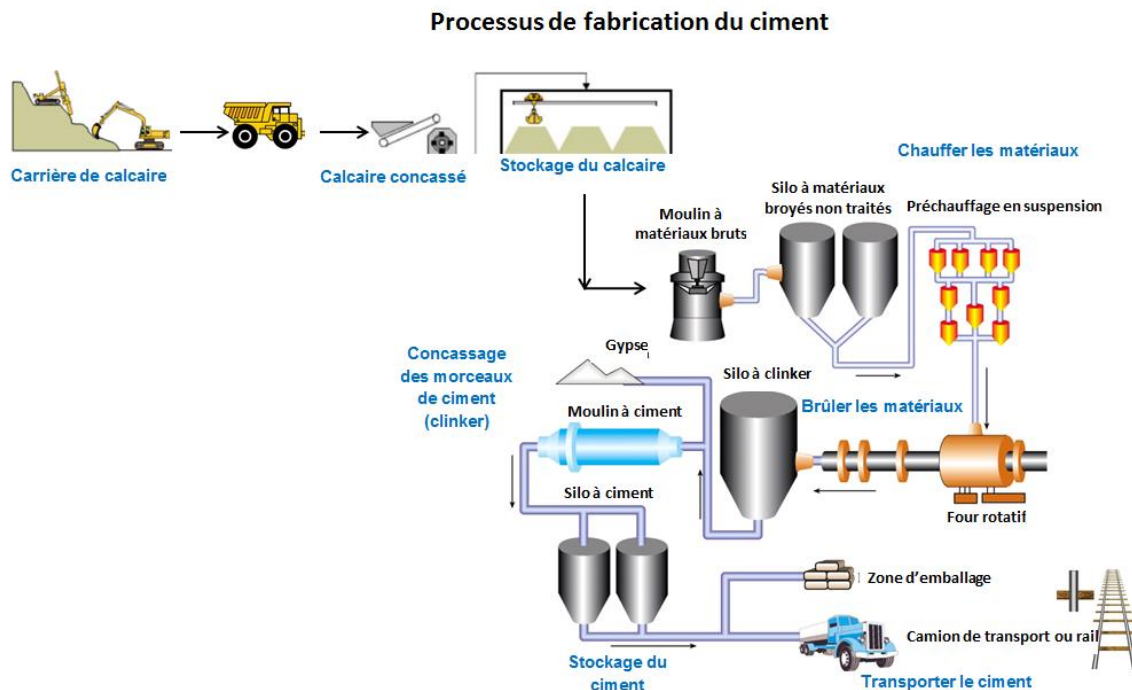 Processus de fabrication du ciment
Carrière de calcaire
Calcaire concassé
Stockage du calcaire
Chauffer les matériaux
Moulin à
matériaux bruts
Silo à matériaux
broyés non traités
Préchauffage en suspension
Concassage
des morceaux
de ciment
(clinker)
Gypse
Silo à clinker
Brûler les matériaux
Moulin à ciment
Silo à ciment
Four rotatif
Zone d'emballage
Camion de transport ou rail
Stockage du
ciment
Transporter le ciment